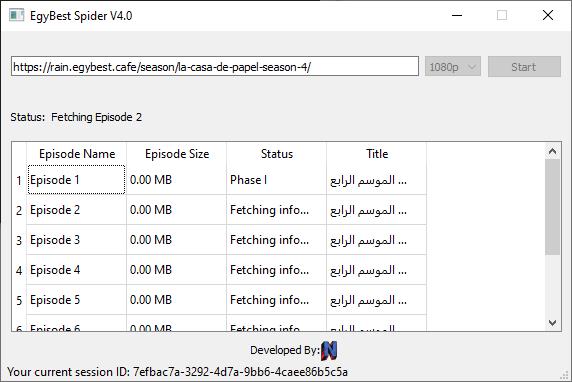 EgyBest Spider V4.0
https://rain.egybest.cafe/season/la-casa-de-papel-season-4/ 1080p Start
Status: Fetching Episode 2
Episode Name Episode Size Status Title
1 Episode 1 0.00 MB Phase I الموسم الرابع ...
2 Episode 2 0.00 MB Fetching info... الموسم الرابع ...
3 Episode 3 0.00 MB Fetching info... الموسم الرابع ...
4 Episode 4 0.00 MB Fetching info... الموسم الرابع ...
5 Episode 5 0.00 MB Fetching info... الموسم الرابع ...
6 Episode 6 0.00 MB Fetching info... الموسم الرابع ...
Developed By: N
Your current session ID: 7efbac7a-3292-4d7a-9bb6-4caee86b5c5a